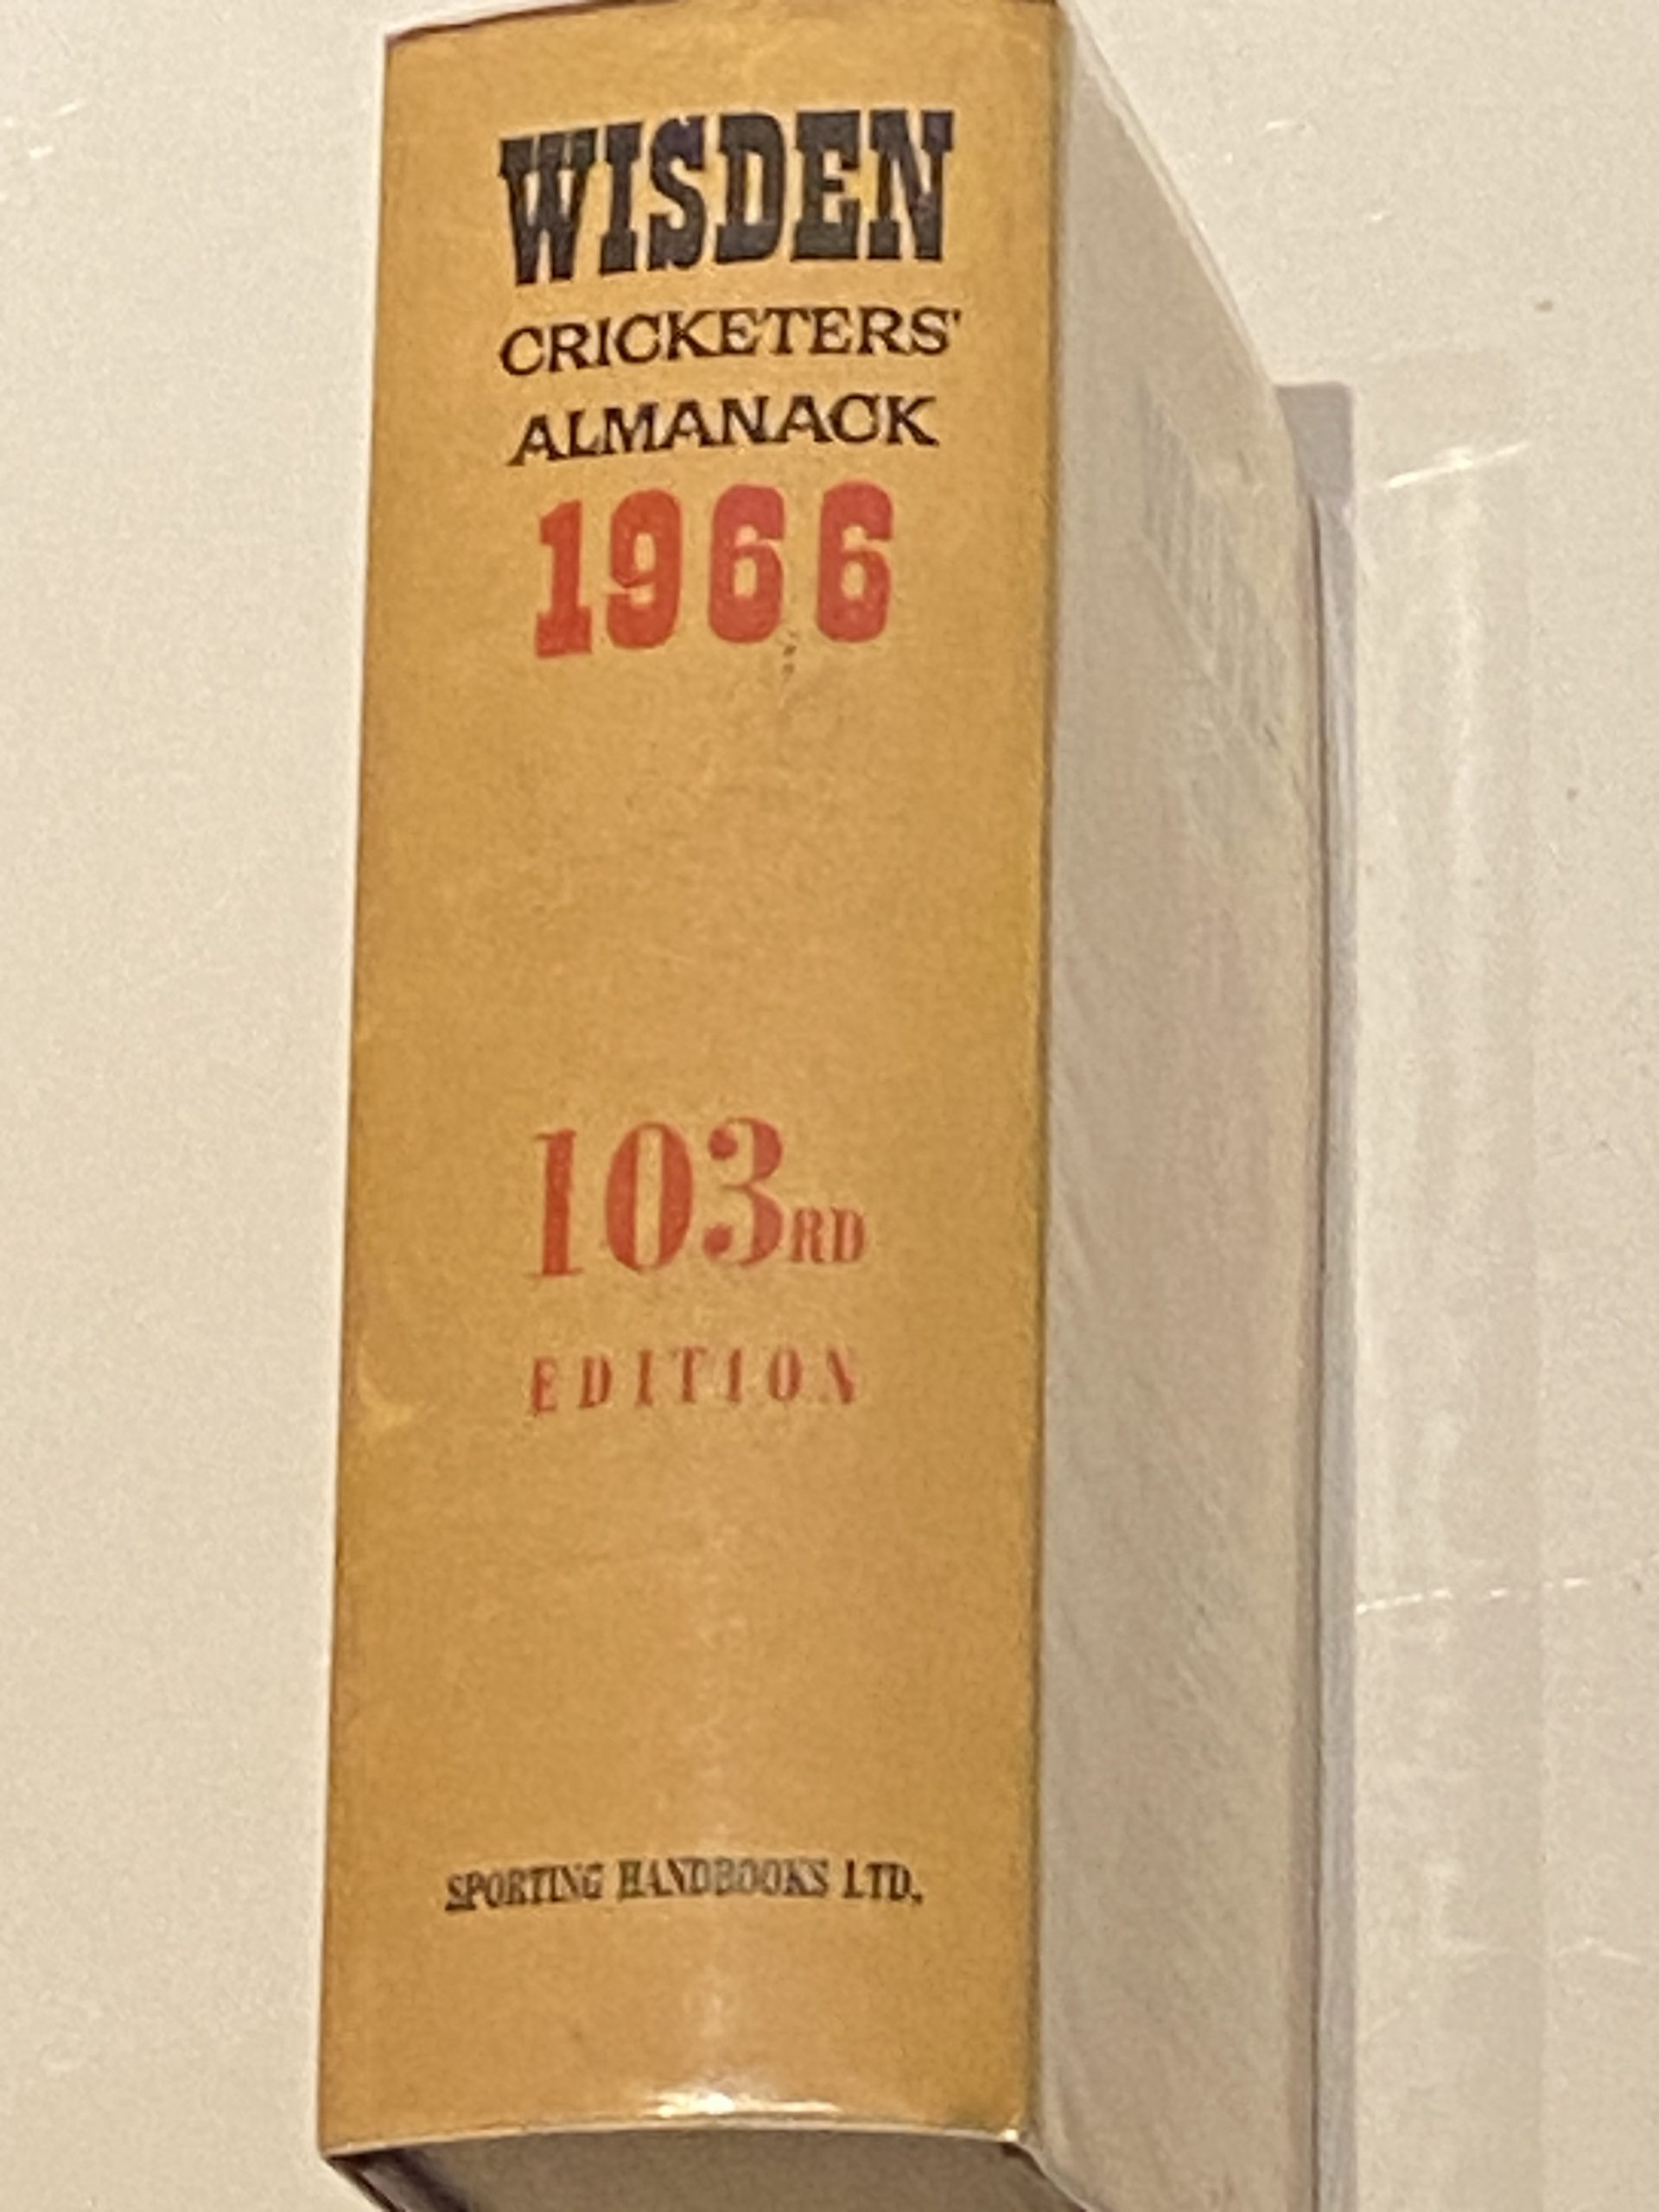 WISDEN
CRICKETERS'
ALMANACK
1966
103RD
EDITION
SPORTING HANDBOOKS LTD.